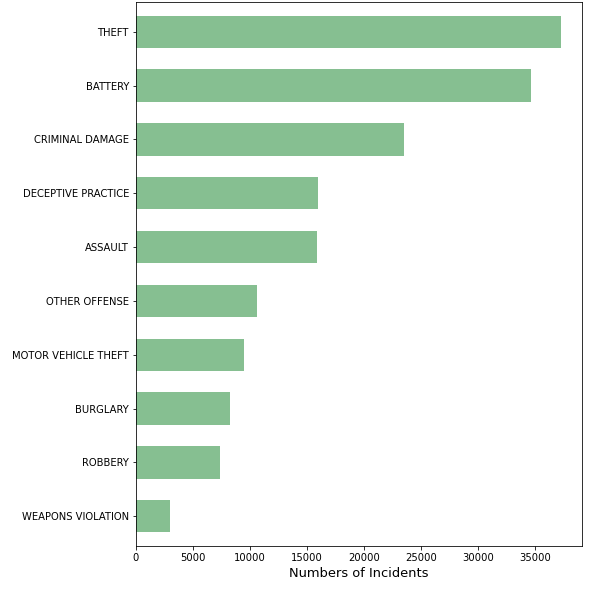 THEFT
BATTERY
CRIMINAL DAMAGE
DECEPTIVE PRACTICE
ASSAULT
OTHER OFFENSE
MOTOR VEHICLE THEFT
BURGLARY
ROBBERY
WEAPONS VIOLATION
0 5000 10000 15000 20000 25000 30000 35000
Numbers of Incidents